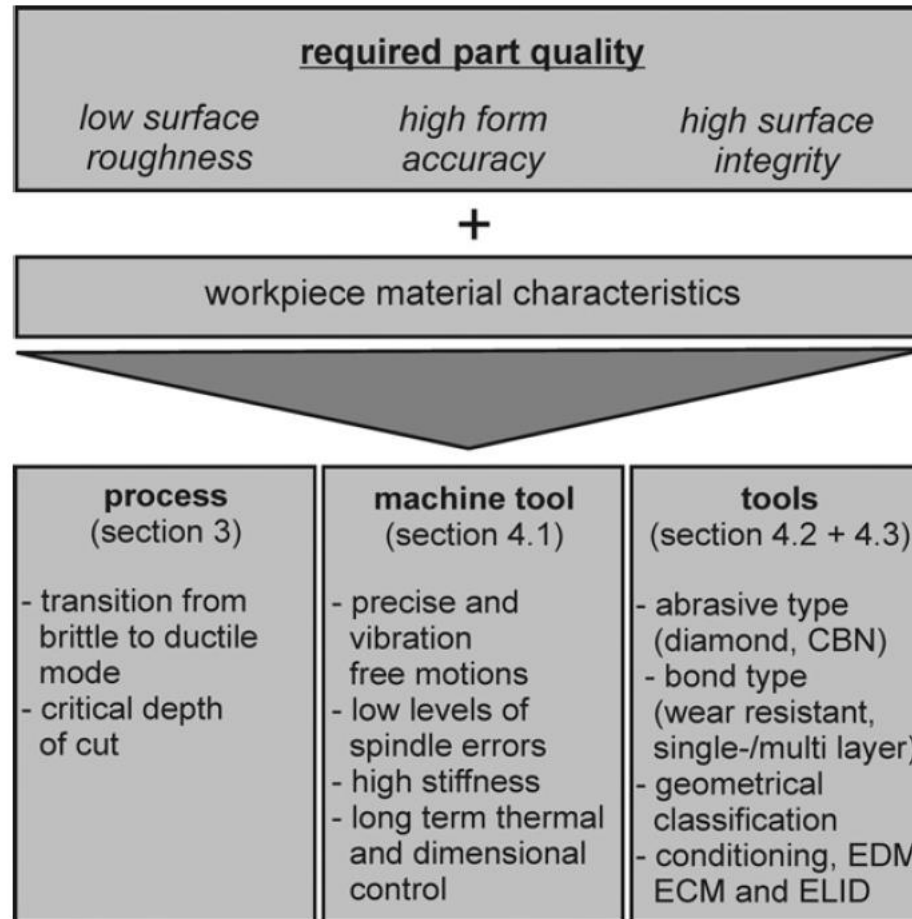 required part quality
low surface roughness
high form accuracy
high surface integrity
+
workpiece material characteristics
process
(section 3)
- transition from
brittle to ductile
mode
- critical depth
of cut
machine tool
(section 4.1)
- precise and
vibration
free motions
- low levels of
spindle errors
- high stiffness
- long term thermal
and dimensional
control
tools
(section 4.2 + 4.3)
- abrasive type
(diamond, CBN)
- bond type
(wear resistant,
single-/multi layer)
- geometrical
classification
- conditioning, EDM
ECM and ELID